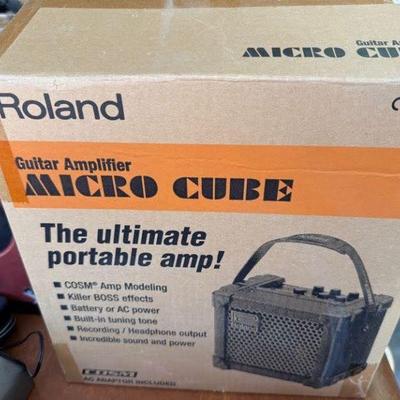 Guitar A
MICRO CU
Roland
Guitar Amplifier
MICRO CUBE
The ultimate
portable amp!
COSM® Amp Modeling
Killer BOSS effects
Battery or AC power
Built-in tuning tone
Recording / Headphone output
Incredible sound and power
COSM
AC ADAPTOR INCLUDED